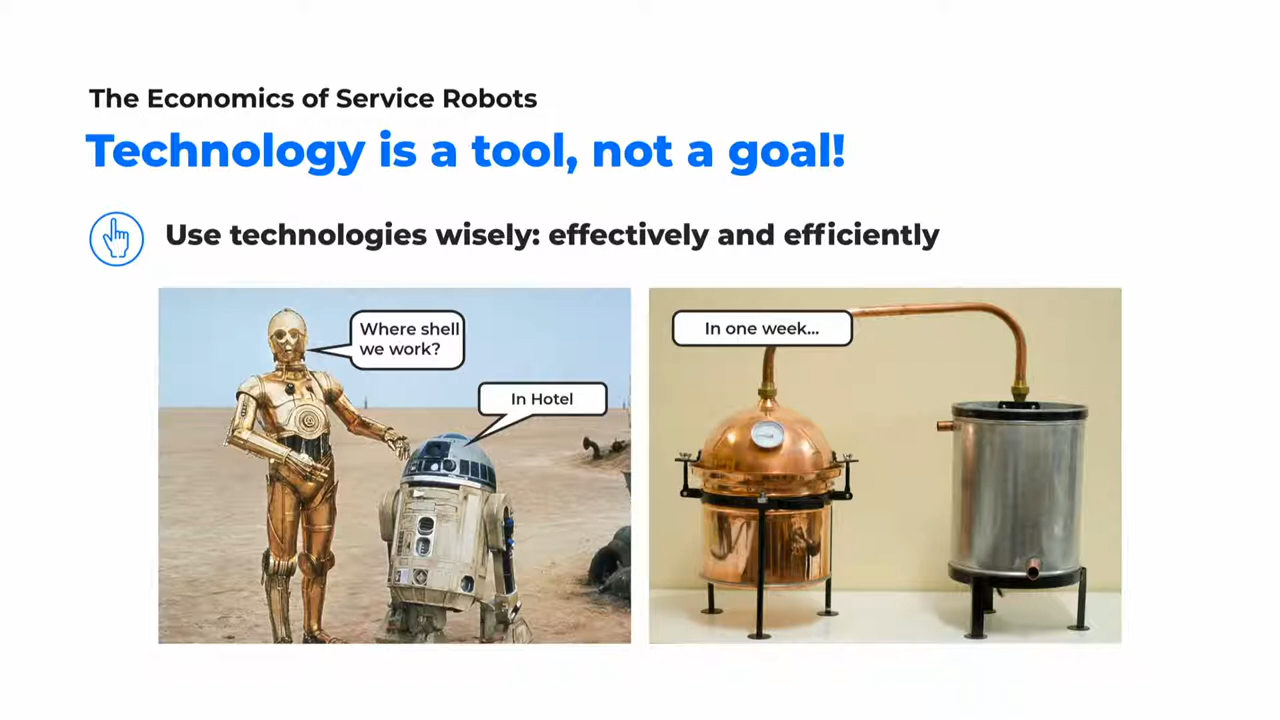 The Economics of Service Robots
Technology is a tool, not a goal!
Use technologies wisely: effectively and efficiently
Where shell
we work?
In Hotel
In one week...